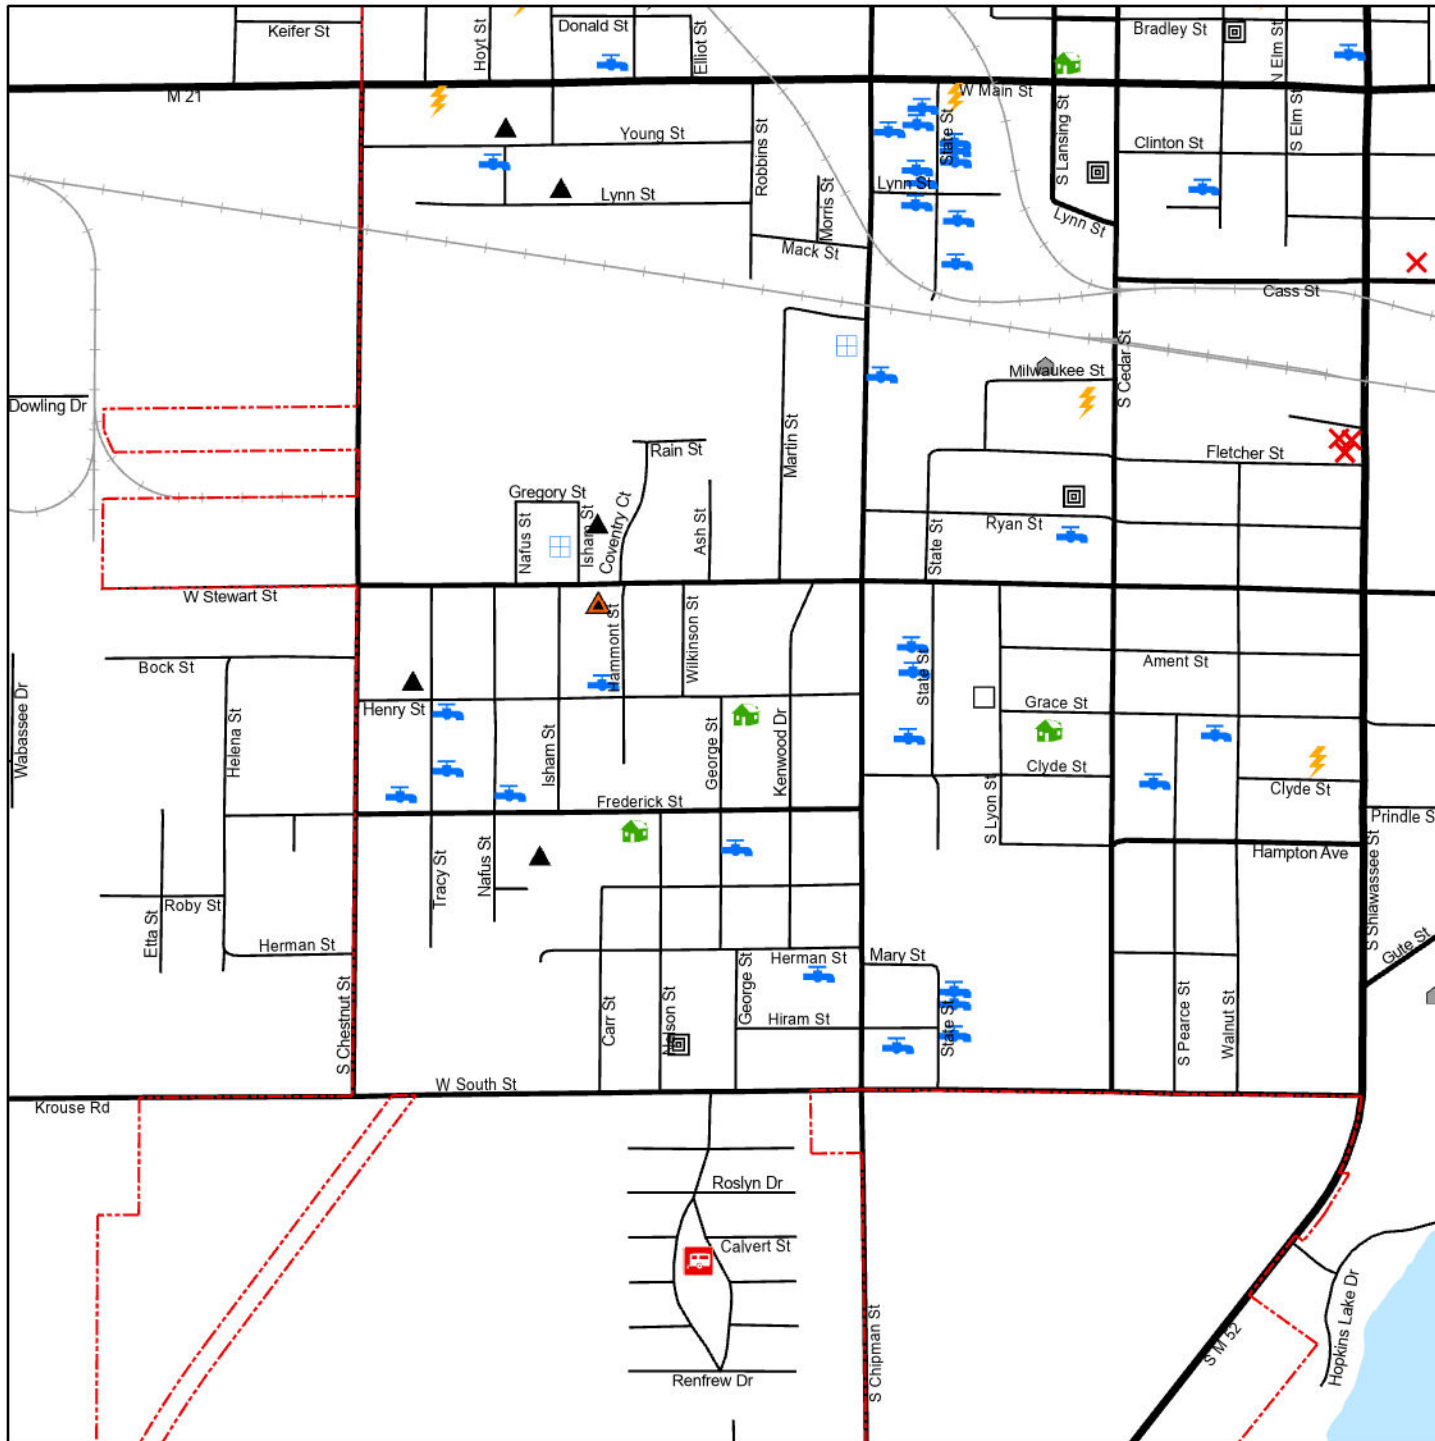 Keifer St
Hoyt St
Donald St
Elliot St
Bradley St
N Elm St
M 21
W Main St
Young St
Robbins St
State St
S Lansing St
Clinton St
S Elm St
Lynn St
Morris St
Lynn St
Lynn St
Mack St
Cass St
Milwaukee St
S Cedar St
Dowling Dr
Martin St
Rain St
Fletcher St
Gregory St
Nafus St
Isham St
Coventry Ct
Ash St
State St
Ryan St
W Stewart St
Hammont St
Wilkinson St
Bock St
State St
Ament St
Wabassee Dr
Helena St
Henry St
Isham St
George St
Kenwood Dr
Grace St
Clyde St
Clyde St
Frederick St
S Lyon St
Prindle S
Hampton Ave
Tracy St
Nafus St
S Shiawassee St
Roby St
Etta St
Herman St
Herman St
Mary St
Gute St
S Chestnut St
Carr St
Nelson St
George St
Hiram St
State St
S Pearce St
Walnut St
W South St
Krouse Rd
Roslyn Dr
Calvert St
Renfrew Dr
S Chipman St
S M 52
Hopkins Lake Dr